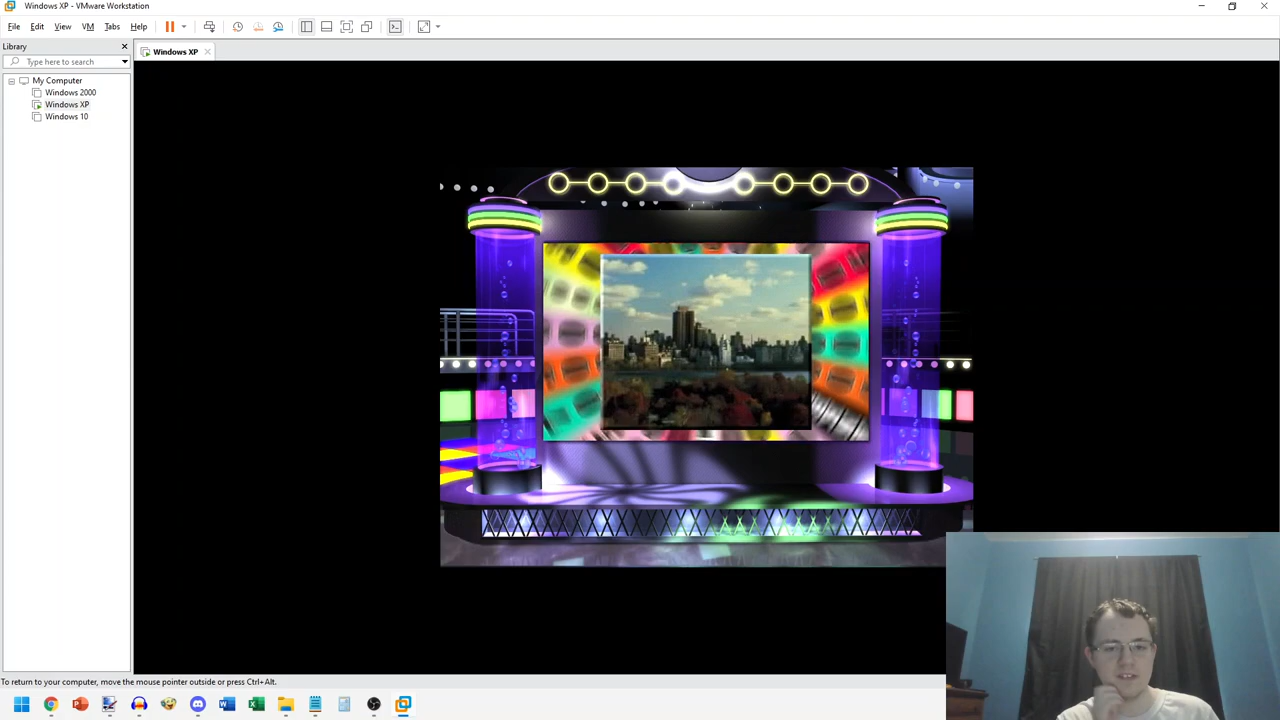 Windows XP - VMware Workstation
File Edit View VM Tabs Help
Library
Type here to search
Windows XP
My Computer
Windows 2000
Windows XP
Windows 10
To return to your computer, move the mouse pointer outside or press Ctrl+Alt.